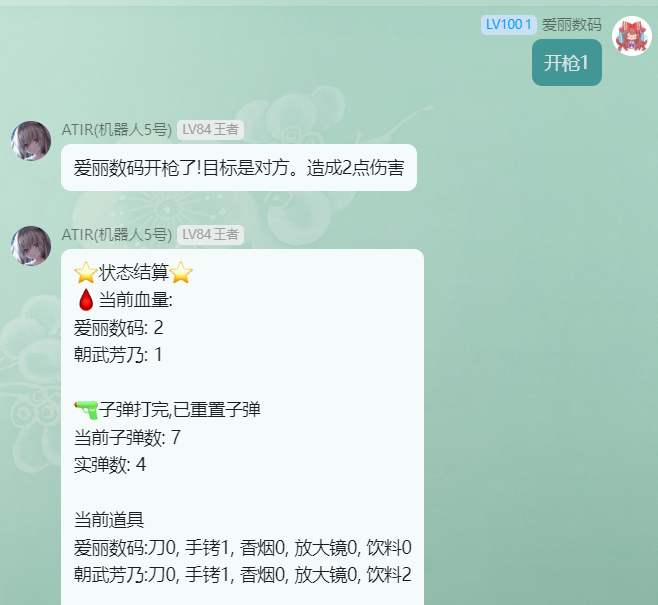 LV100 1 爱丽数码
开枪1
ATIR(机器人5号) LV84 王者
爱丽数码开枪了!目标是对方。造成2点伤害
ATIR(机器人5号) LV84 王者
⭐状态结算⭐
🩸当前血量:
爱丽数码: 2
朝武芳乃: 1
🔫子弹打完,已重置子弹
当前子弹数: 7
实弹数: 4
当前道具
爱丽数码:刀0, 手铐1, 香烟0, 放大镜0, 饮料0
朝武芳乃:刀0, 手铐1, 香烟0, 放大镜0, 饮料2